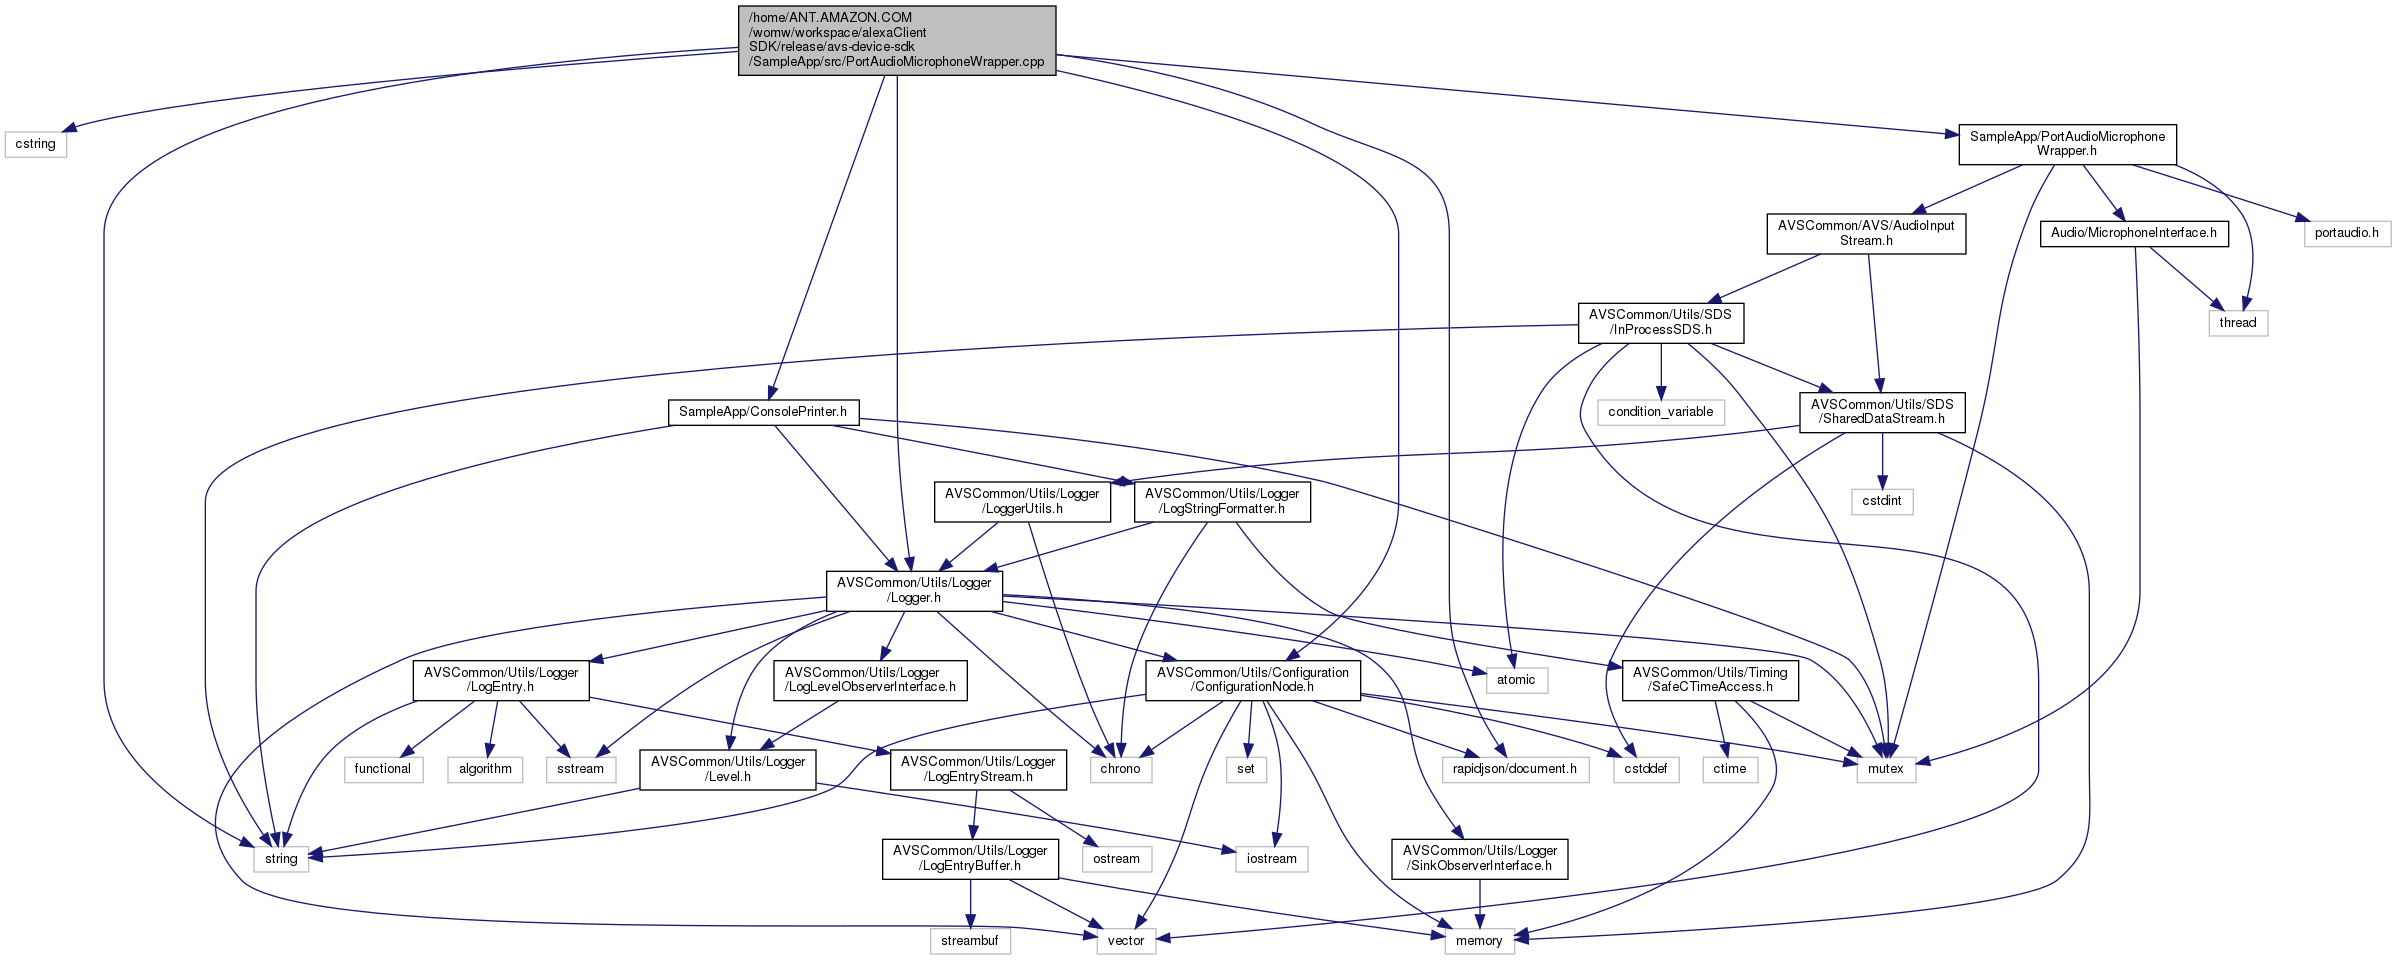 /home/ANT.AMAZON.COM
/womw/workspace/alexaClient
SDK/release/avs-device-sdk
/SampleApp/src/PortAudioMicrophoneWrapper.cpp
cstring
SampleApp/PortAudioMicrophone
Wrapper.h
AVSCommon/AVS/AudioInput
Stream.h
Audio/MicrophoneInterface.h
portaudio.h
AVSCommon/Utils/SDS
/InProcessSDS.h
thread
SampleApp/ConsolePrinter.h
condition_variable
AVSCommon/Utils/SDS
/SharedDataStream.h
AVSCommon/Utils/Logger
/LoggerUtils.h
AVSCommon/Utils/Logger
/LogStringFormatter.h
cstdint
AVSCommon/Utils/Logger
/Logger.h
AVSCommon/Utils/Logger
/LogEntry.h
AVSCommon/Utils/Logger
/LogLevelObserverInterface.h
AVSCommon/Utils/Configuration
/ConfigurationNode.h
atomic
AVSCommon/Utils/Timing
/SafeCTimeAccess.h
functional
algorithm
sstream
AVSCommon/Utils/Logger
/Level.h
AVSCommon/Utils/Logger
/LogEntryStream.h
chrono
set
rapidjson/document.h
cstddef
ctime
mutex
string
AVSCommon/Utils/Logger
/LogEntryBuffer.h
ostream
iostream
AVSCommon/Utils/Logger
/SinkObserverInterface.h
streambuf
vector
memory